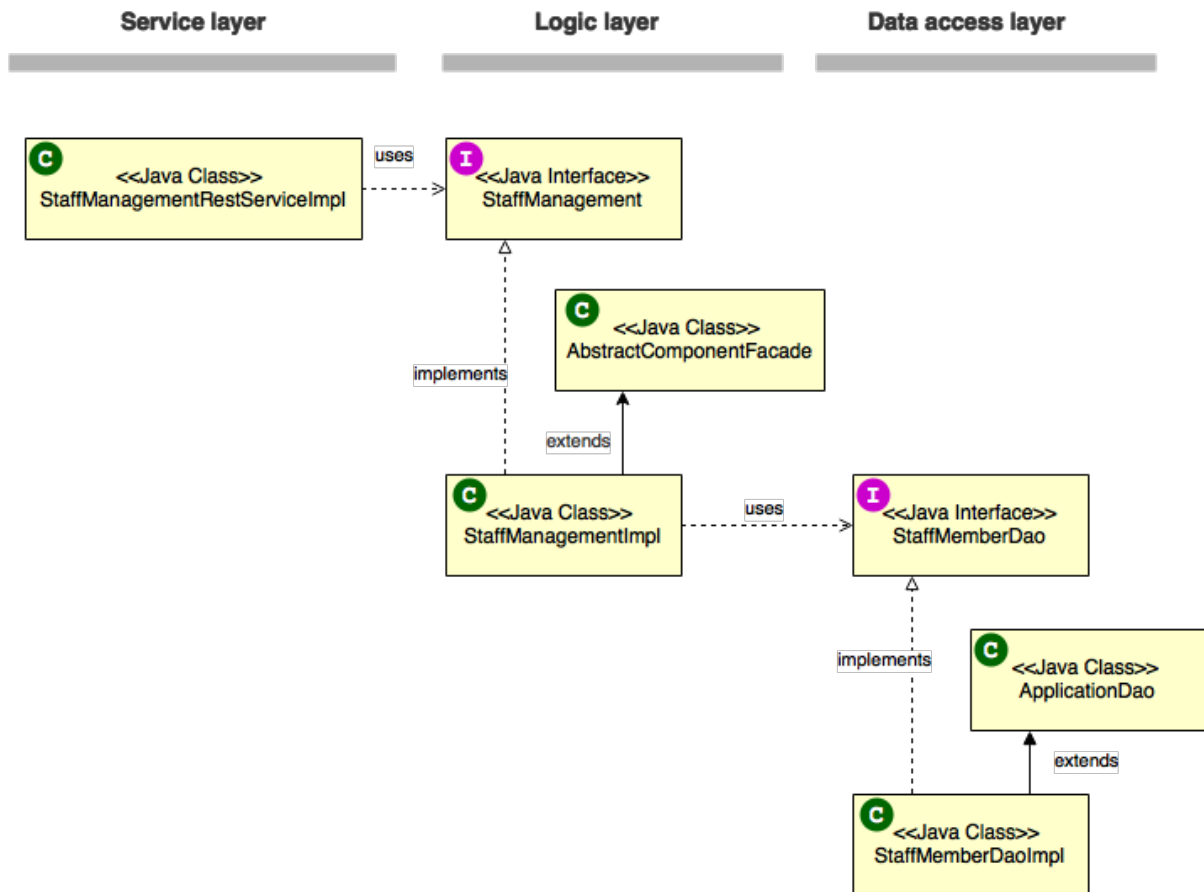 Service layer
Logic layer
Data access layer
C
<<Java Class>>
StaffManagementRestServiceImpl
uses
I
<<Java Interface>>
StaffManagement
C
<<Java Class>>
AbstractComponentFacade
implements
extends
C
<<Java Class>>
StaffManagementImpl
uses
I
<<Java Interface>>
StaffMemberDao
C
<<Java Class>>
ApplicationDao
implements
extends
C
<<Java Class>>
StaffMemberDaoImpl